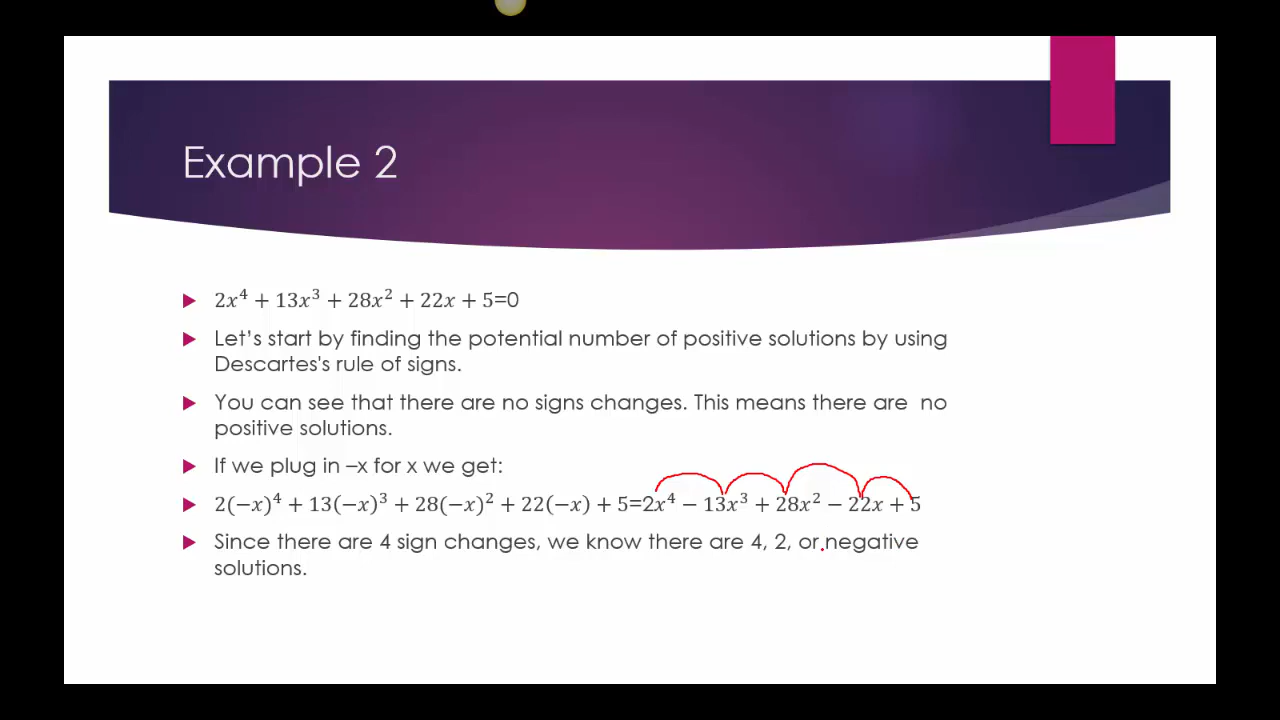 Example 2
2x⁴ + 13x³ + 28x² + 22x + 5=0
Let's start by finding the potential number of positive solutions by using
Descartes's rule of signs.
You can see that there are no signs changes. This means there are no
positive solutions.
If we plug in –x for x we get:
2(−x)⁴ + 13(−x)³ + 28(−x)² + 22(−x) + 5=2x⁴ − 13x³ + 28x² − 22x + 5
Since there are 4 sign changes, we know there are 4, 2, or negative
solutions.